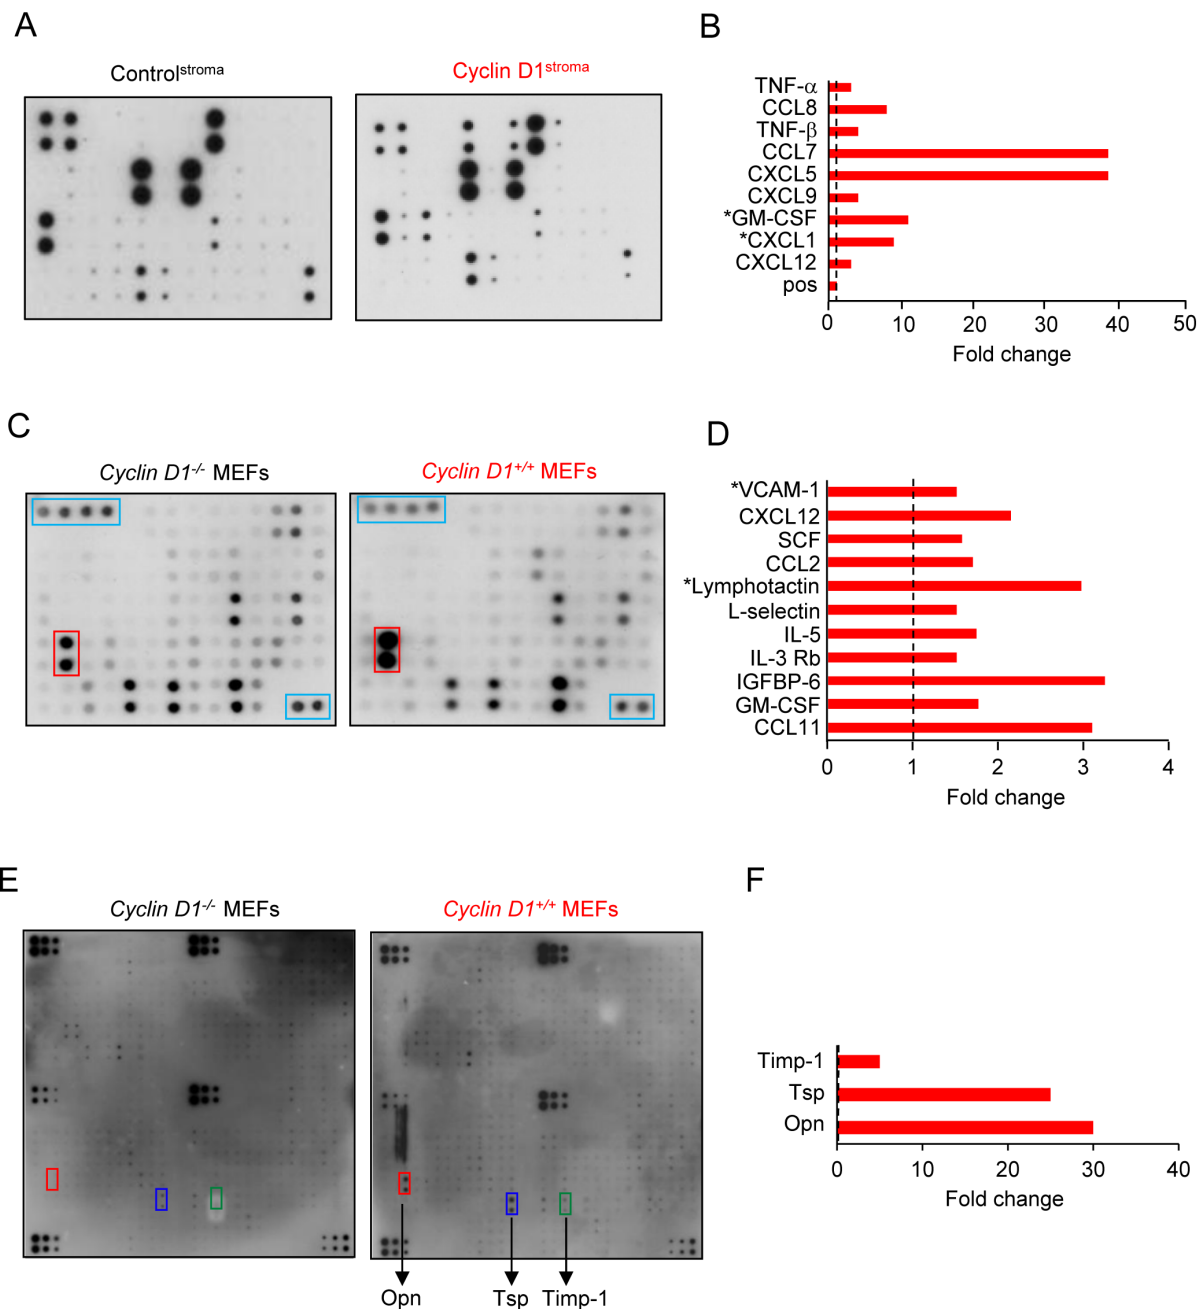 A
Control^stroma
Cyclin D1^stroma
B
TNF-α
CCL8
TNF-β
CCL7
CXCL5
CXCL9
*GM-CSF
*CXCL1
CXCL12
pos
0 10 20 30 40 50
Fold change
C
Cyclin D1^-/- MEFs
Cyclin D1^+/+ MEFs
D
*VCAM-1
CXCL12
SCF
CCL2
*Lymphotactin
L-selectin
IL-5
IL-3 Rb
IGFBP-6
GM-CSF
CCL11
0 1 2 3 4
Fold change
E
Cyclin D1^-/- MEFs
Cyclin D1^+/+ MEFs
Opn Tsp Timp-1
F
Timp-1
Tsp
Opn
0 10 20 30 40
Fold change